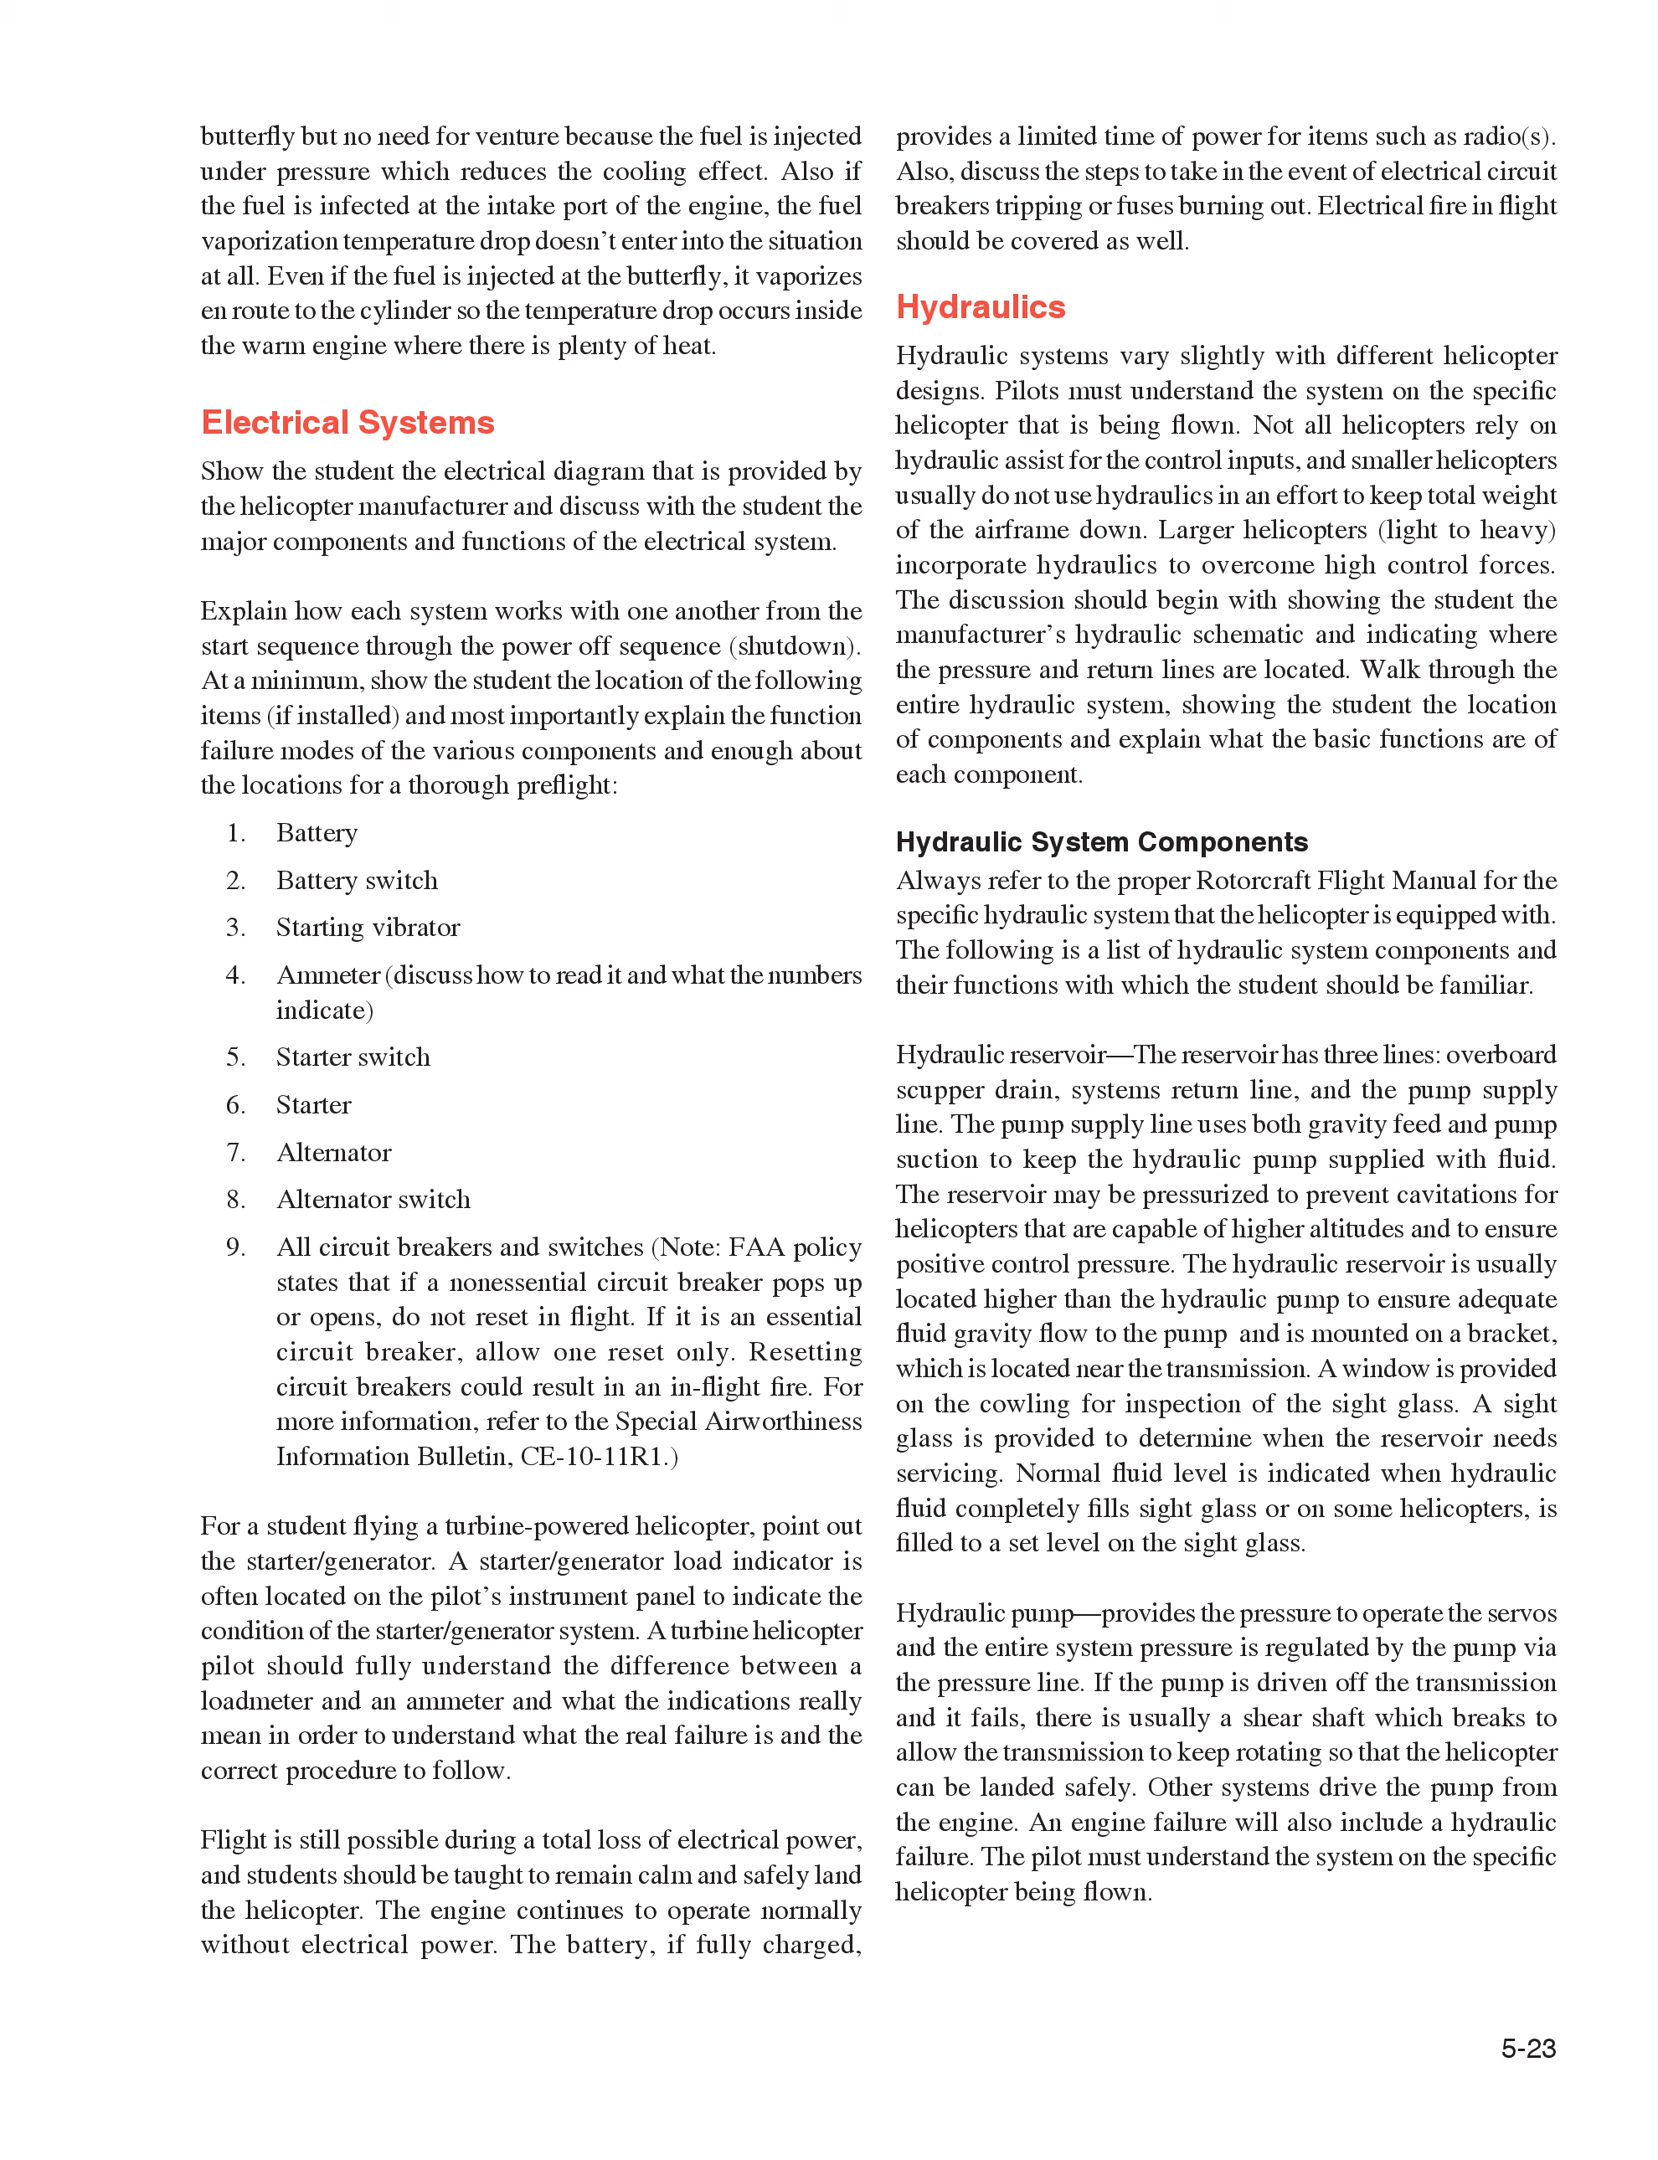 butterfly but no need for venture because the fuel is injected
under pressure which reduces the cooling effect. Also if
the fuel is infected at the intake port of the engine, the fuel
vaporization temperature drop doesn’t enter into the situation
at all. Even if the fuel is injected at the butterfly, it vaporizes
en route to the cylinder so the temperature drop occurs inside
the warm engine where there is plenty of heat.
Electrical Systems
Show the student the electrical diagram that is provided by
the helicopter manufacturer and discuss with the student the
major components and functions of the electrical system.
Explain how each system works with one another from the
start sequence through the power off sequence (shutdown).
At a minimum, show the student the location of the following
items (if installed) and most importantly explain the function
failure modes of the various components and enough about
the locations for a thorough preflight:
1. Battery
2. Battery switch
3. Starting vibrator
4. Ammeter (discuss how to read it and what the numbers
indicate)
5. Starter switch
6. Starter
7. Alternator
8. Alternator switch
9. All circuit breakers and switches (Note: FAA policy
states that if a nonessential circuit breaker pops up
or opens, do not reset in flight. If it is an essential
circuit breaker, allow one reset only. Resetting
circuit breakers could result in an in-flight fire. For
more information, refer to the Special Airworthiness
Information Bulletin, CE-10-11R1.)
For a student flying a turbine-powered helicopter, point out
the starter/generator. A starter/generator load indicator is
often located on the pilot’s instrument panel to indicate the
condition of the starter/generator system. A turbine helicopter
pilot should fully understand the difference between a
loadmeter and an ammeter and what the indications really
mean in order to understand what the real failure is and the
correct procedure to follow.
Flight is still possible during a total loss of electrical power,
and students should be taught to remain calm and safely land
the helicopter. The engine continues to operate normally
without electrical power. The battery, if fully charged,
provides a limited time of power for items such as radio(s).
Also, discuss the steps to take in the event of electrical circuit
breakers tripping or fuses burning out. Electrical fire in flight
should be covered as well.
Hydraulics
Hydraulic systems vary slightly with different helicopter
designs. Pilots must understand the system on the specific
helicopter that is being flown. Not all helicopters rely on
hydraulic assist for the control inputs, and smaller helicopters
usually do not use hydraulics in an effort to keep total weight
of the airframe down. Larger helicopters (light to heavy)
incorporate hydraulics to overcome high control forces.
The discussion should begin with showing the student the
manufacturer’s hydraulic schematic and indicating where
the pressure and return lines are located. Walk through the
entire hydraulic system, showing the student the location
of components and explain what the basic functions are of
each component.
Hydraulic System Components
Always refer to the proper Rotorcraft Flight Manual for the
specific hydraulic system that the helicopter is equipped with.
The following is a list of hydraulic system components and
their functions with which the student should be familiar.
Hydraulic reservoir—The reservoir has three lines: overboard
scupper drain, systems return line, and the pump supply
line. The pump supply line uses both gravity feed and pump
suction to keep the hydraulic pump supplied with fluid.
The reservoir may be pressurized to prevent cavitations for
helicopters that are capable of higher altitudes and to ensure
positive control pressure. The hydraulic reservoir is usually
located higher than the hydraulic pump to ensure adequate
fluid gravity flow to the pump and is mounted on a bracket,
which is located near the transmission. A window is provided
on the cowling for inspection of the sight glass. A sight
glass is provided to determine when the reservoir needs
servicing. Normal fluid level is indicated when hydraulic
fluid completely fills sight glass or on some helicopters, is
filled to a set level on the sight glass.
Hydraulic pump—provides the pressure to operate the servos
and the entire system pressure is regulated by the pump via
the pressure line. If the pump is driven off the transmission
and it fails, there is usually a shear shaft which breaks to
allow the transmission to keep rotating so that the helicopter
can be landed safely. Other systems drive the pump from
the engine. An engine failure will also include a hydraulic
failure. The pilot must understand the system on the specific
helicopter being flown.
5-23